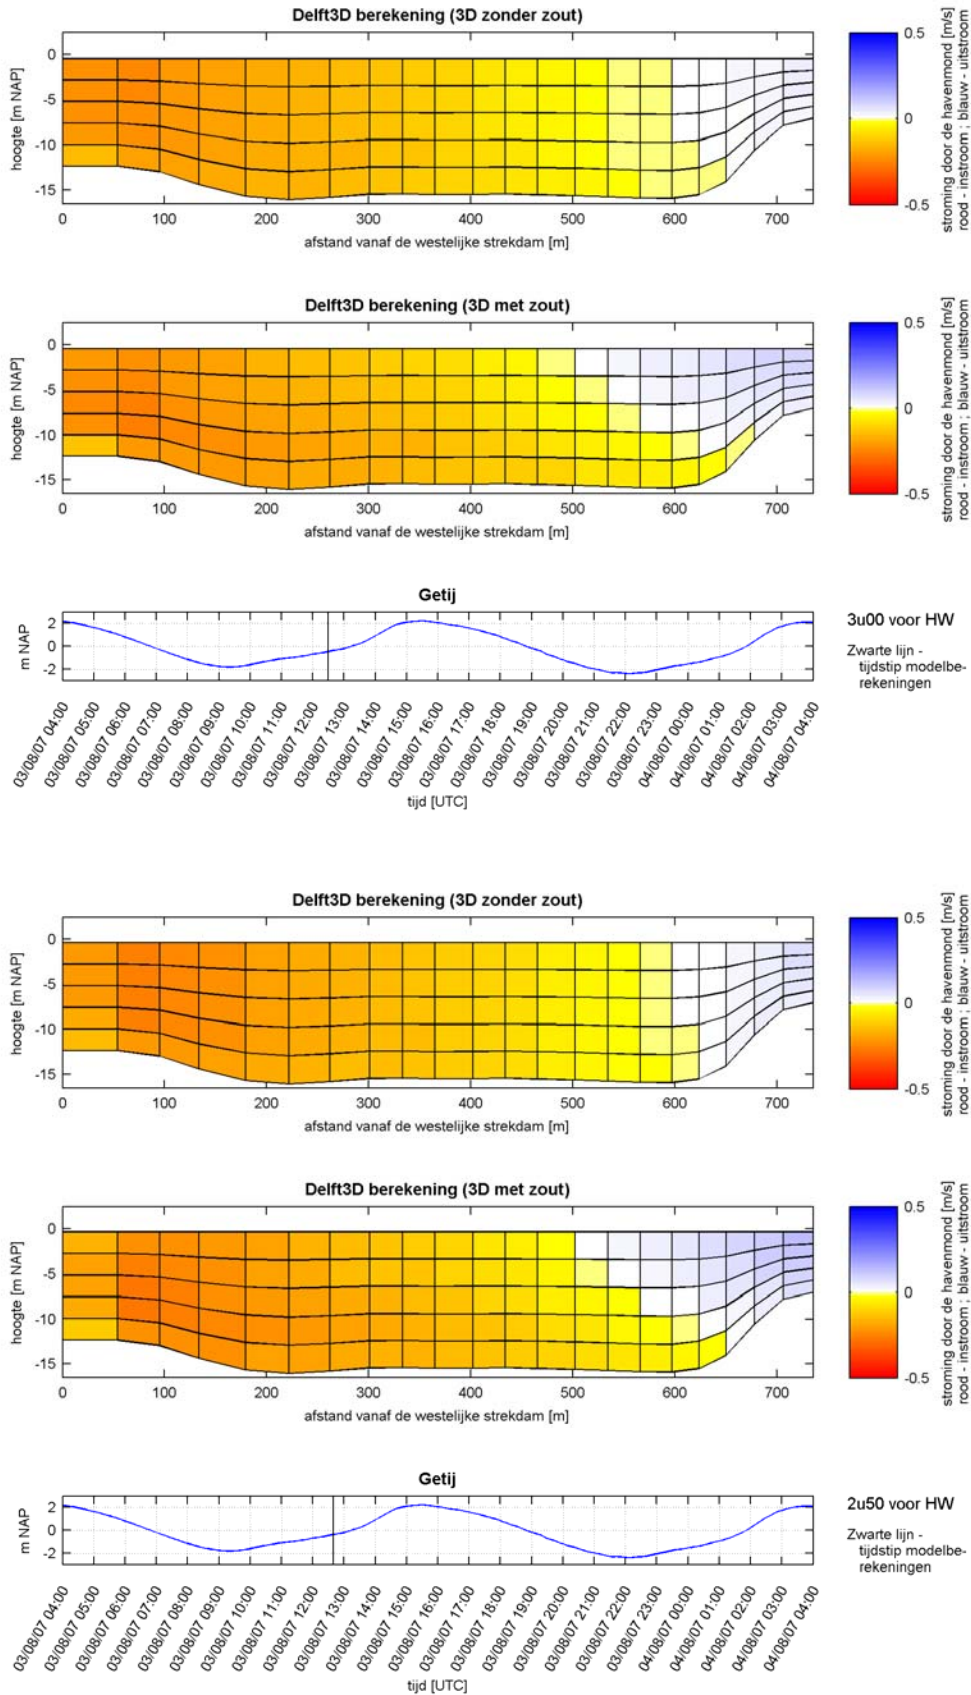 Delft3D berekening (3D zonder zout)
hoogte [m NAP]
0
-5
-10
-15
0 100 200 300 400 500 600 700
afstand vanaf de westelijke strekdam [m]
0.5
0
-0.5
stroming door de havenmond [m/s]
rood - instroom ; blauw - uitstroom
Delft3D berekening (3D met zout)
hoogte [m NAP]
0
-5
-10
-15
0 100 200 300 400 500 600 700
afstand vanaf de westelijke strekdam [m]
0.5
0
-0.5
stroming door de havenmond [m/s]
rood - instroom ; blauw - uitstroom
Getij
m NAP
2
0
-2
03/08/07 04:00
03/08/07 05:00
03/08/07 06:00
03/08/07 07:00
03/08/07 08:00
03/08/07 09:00
03/08/07 10:00
03/08/07 11:00
03/08/07 12:00
03/08/07 13:00
03/08/07 14:00
03/08/07 15:00
03/08/07 16:00
03/08/07 17:00
03/08/07 18:00
03/08/07 19:00
03/08/07 20:00
03/08/07 21:00
03/08/07 22:00
03/08/07 23:00
04/08/07 00:00
04/08/07 01:00
04/08/07 02:00
04/08/07 03:00
04/08/07 04:00
tijd [UTC]
3u00 voor HW
Zwarte lijn -
tijdstip modelbe-
rekeningen
Delft3D berekening (3D zonder zout)
hoogte [m NAP]
0
-5
-10
-15
0 100 200 300 400 500 600 700
afstand vanaf de westelijke strekdam [m]
0.5
0
-0.5
stroming door de havenmond [m/s]
rood - instroom ; blauw - uitstroom
Delft3D berekening (3D met zout)
hoogte [m NAP]
0
-5
-10
-15
0 100 200 300 400 500 600 700
afstand vanaf de westelijke strekdam [m]
0.5
0
-0.5
stroming door de havenmond [m/s]
rood - instroom ; blauw - uitstroom
Getij
m NAP
2
0
-2
03/08/07 04:00
03/08/07 05:00
03/08/07 06:00
03/08/07 07:00
03/08/07 08:00
03/08/07 09:00
03/08/07 10:00
03/08/07 11:00
03/08/07 12:00
03/08/07 13:00
03/08/07 14:00
03/08/07 15:00
03/08/07 16:00
03/08/07 17:00
03/08/07 18:00
03/08/07 19:00
03/08/07 20:00
03/08/07 21:00
03/08/07 22:00
03/08/07 23:00
04/08/07 00:00
04/08/07 01:00
04/08/07 02:00
04/08/07 03:00
04/08/07 04:00
tijd [UTC]
2u50 voor HW
Zwarte lijn -
tijdstip modelbe-
rekeningen